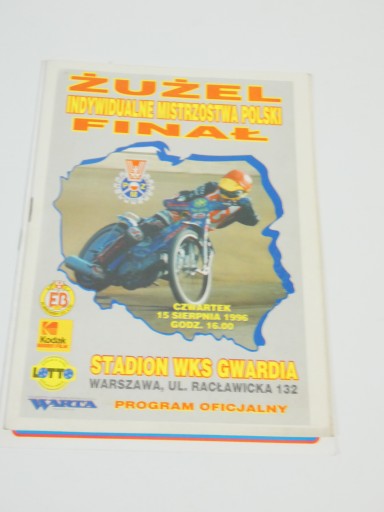 ŻUŻEL
INDYWIDUALNE MISTRZOSTWA POLSKI
FINAŁ
CZWARTEK
15 SIERPNIA 1996
GODZ. 16.00
EB
Kodak
LOTTO
STADION WKS GWARDIA
WARSZAWA, UL. RACŁAWICKA 132
WARTA
PROGRAM OFICJALNY